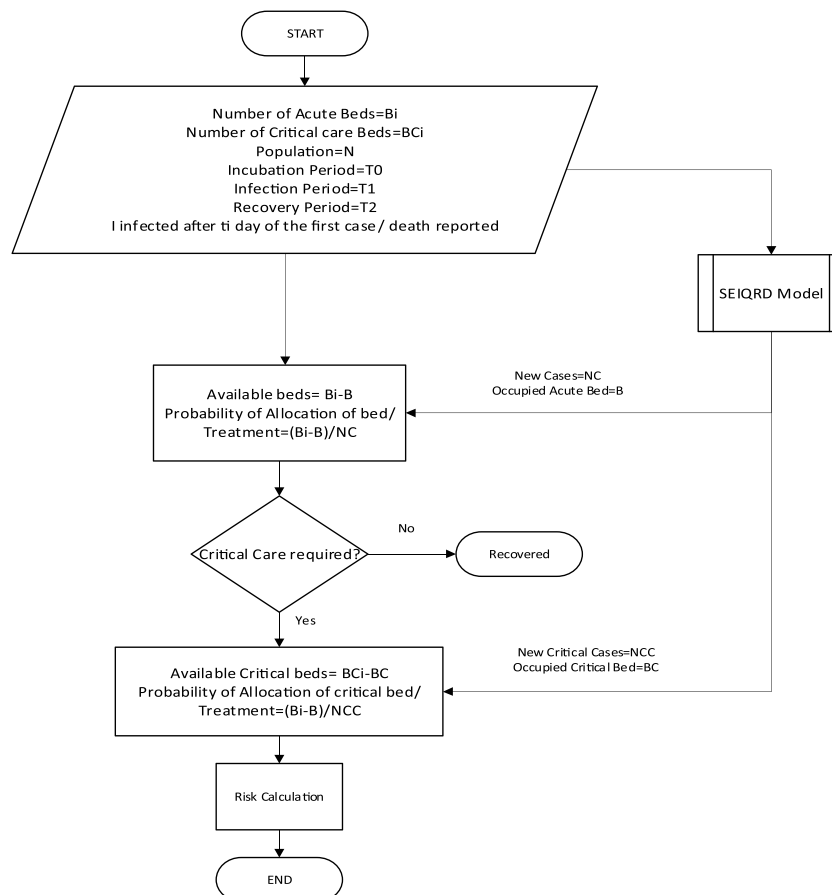 START
Number of Acute Beds=Bi
Number of Critical care Beds=BCi
Population=N
Incubation Period=T0
Infection Period=T1
Recovery Period=T2
I infected after ti day of the first case/ death reported
SEIQRD Model
New Cases=NC
Occupied Acute Bed=B
Available beds= Bi-B
Probability of Allocation of bed/
Treatment=(Bi-B)/NC
Critical Care required?
No
Recovered
Yes
New Critical Cases=NCC
Occupied Critical Bed=BC
Available Critical beds= BCi-BC
Probability of Allocation of critical bed/
Treatment=(Bi-B)/NCC
Risk Calculation
END